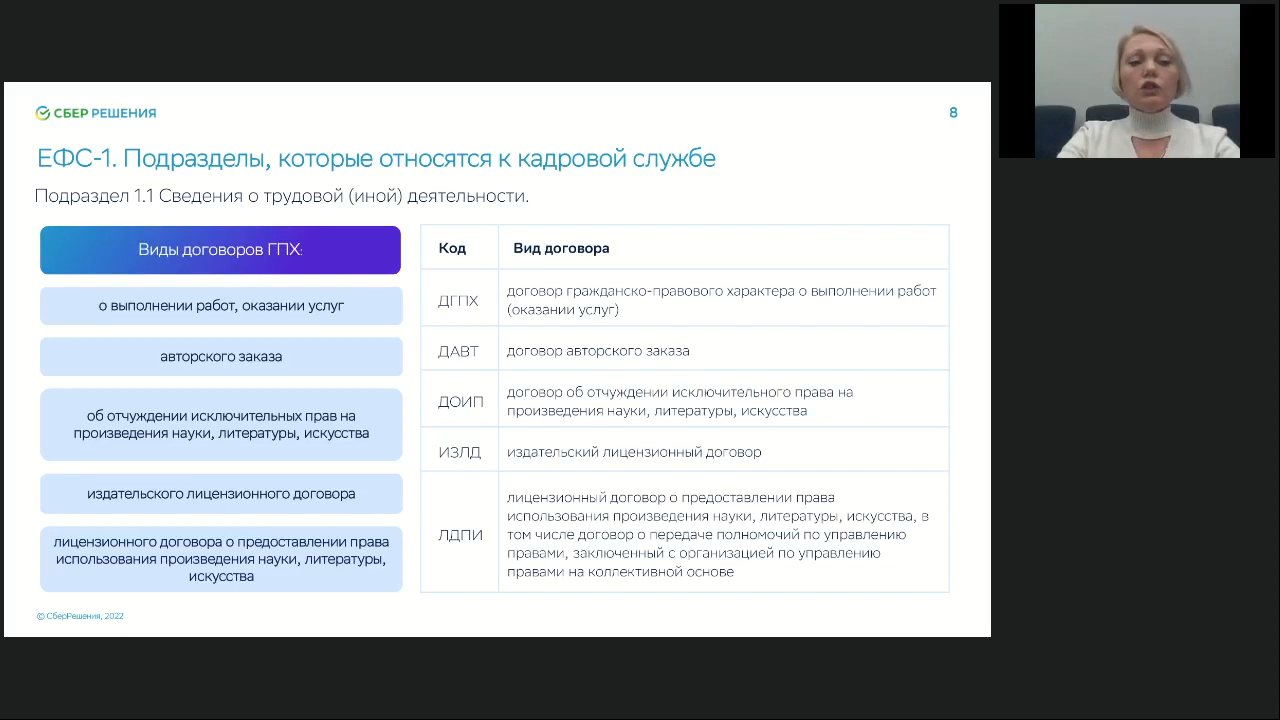 СБЕР РЕШЕНИЯ
8
ЕФС-1. Подразделы, которые относятся к кадровой службе
Подраздел 1.1 Сведения о трудовой (иной) деятельности.
Виды договоров ГПХ:
о выполнении работ, оказании услуг
авторского заказа
об отчуждении исключительных прав на
произведения науки, литературы, искусства
издательского лицензионного договора
лицензионного договора о предоставлении права
использования произведения науки, литературы,
искусства
Код
Вид договора
ДГПХ
договор гражданско-правового характера о выполнении работ
(оказании услуг)
ДАВТ
договор авторского заказа
ДОИП
договор об отчуждении исключительного права на
произведения науки, литературы, искусства
ИЗЛД
издательский лицензионный договор
ЛДПИ
лицензионный договор о предоставлении права
использования произведения науки, литературы, искусства, в
том числе договор о передаче полномочий по управлению
правами, заключенный с организацией по управлению
правами на коллективной основе
© СберРешения, 2022